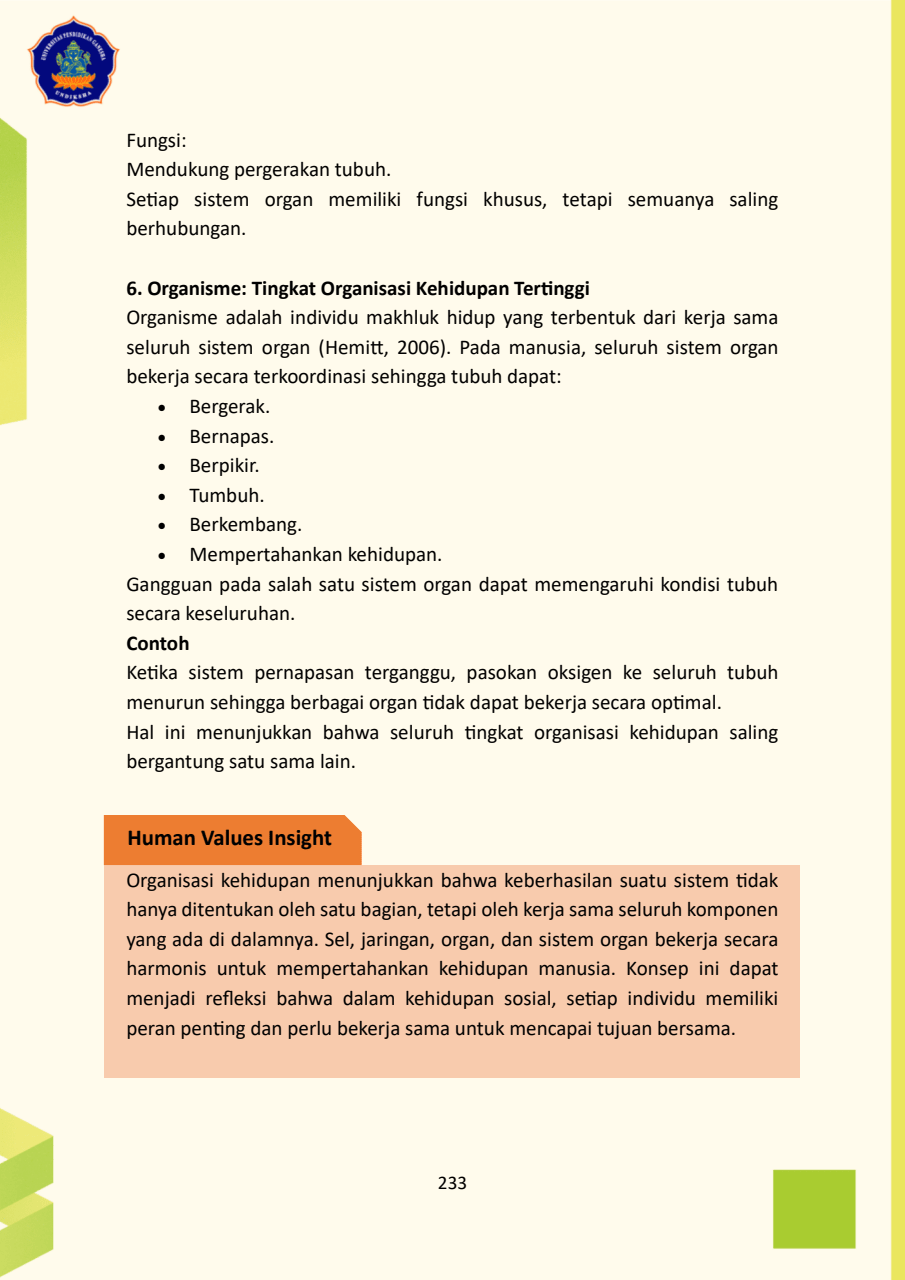 UNIVERSITAS PENDIDIKAN GANESHA
UNDIKSHA
Fungsi:
Mendukung pergerakan tubuh.
Setiap sistem organ memiliki fungsi khusus, tetapi semuanya saling
berhubungan.
6. Organisme: Tingkat Organisasi Kehidupan Tertinggi
Organisme adalah individu makhluk hidup yang terbentuk dari kerja sama
seluruh sistem organ (Hemitt, 2006). Pada manusia, seluruh sistem organ
bekerja secara terkoordinasi sehingga tubuh dapat:
• Bergerak.
• Bernapas.
• Berpikir.
• Tumbuh.
• Berkembang.
• Mempertahankan kehidupan.
Gangguan pada salah satu sistem organ dapat memengaruhi kondisi tubuh
secara keseluruhan.
Contoh
Ketika sistem pernapasan terganggu, pasokan oksigen ke seluruh tubuh
menurun sehingga berbagai organ tidak dapat bekerja secara optimal.
Hal ini menunjukkan bahwa seluruh tingkat organisasi kehidupan saling
bergantung satu sama lain.
Human Values Insight
Organisasi kehidupan menunjukkan bahwa keberhasilan suatu sistem tidak
hanya ditentukan oleh satu bagian, tetapi oleh kerja sama seluruh komponen
yang ada di dalamnya. Sel, jaringan, organ, dan sistem organ bekerja secara
harmonis untuk mempertahankan kehidupan manusia. Konsep ini dapat
menjadi refleksi bahwa dalam kehidupan sosial, setiap individu memiliki
peran penting dan perlu bekerja sama untuk mencapai tujuan bersama.
233